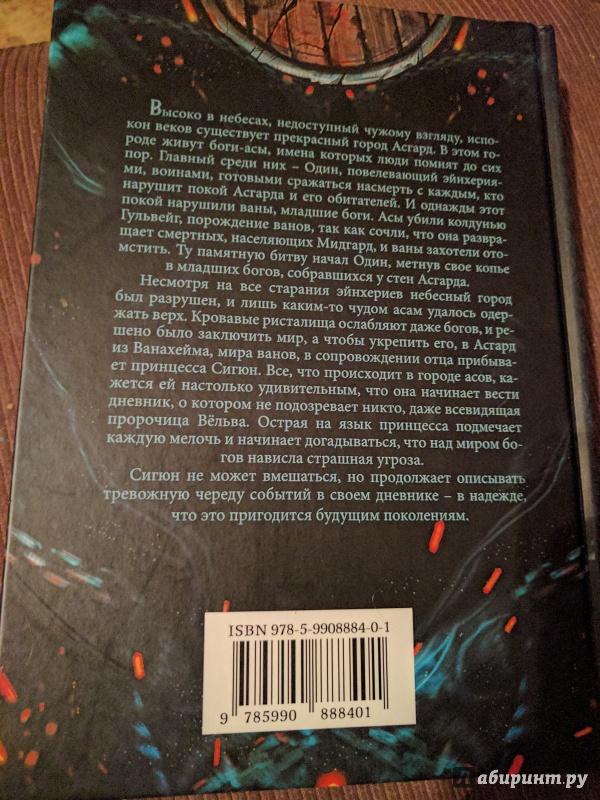 Высоко в небесах, недоступный чужому взгляду, испо-
кон веков существует прекрасный город Асгард. В этом го-
роде живут боги-асы, имена которых люди помнят до сих
пор. Главный среди них – Один, повелевающий эйнхерия-
ми, воинами, готовыми сражаться насмерть с каждым, кто
нарушит покой Асгарда и его обитателей. И однажды этот
покой нарушили ваны, младшие боги. Асы убили колдунью
Гульвейг, порождение ванов, так как сочли, что она развра-
щает смертных, населяющих Мидгард, и ваны захотели ото-
мстить. Ту памятную битву начал Один, метнув свое копье
в младших богов, собравшихся у стен Асгарда.
Несмотря на все старания эйнхериев небесный город
был разрушен, и лишь каким-то чудом асам удалось одер-
жать верх. Кровавые ристалища ослабляют даже богов, и ре-
шено было заключить мир, а чтобы укрепить его, в Асгард
из Ванахейма, мира ванов, в сопровождении отца прибыва-
ет принцесса Сигюн. Все, что происходит в городе асов, ка-
жется ей настолько удивительным, что она начинает вести
дневник, о котором не подозревает никто, даже всевидящая
пророчица Вёльва. Острая на язык принцесса подмечает
каждую мелочь и начинает догадываться, что над миром бо-
гов нависла страшная угроза.
Сигюн не может вмешаться, но продолжает описывать
тревожную череду событий в своем дневнике – в надежде,
что это пригодится будущим поколениям.
ISBN 978-5-9908884-0-1
9 785990 888401
абиринт.ру